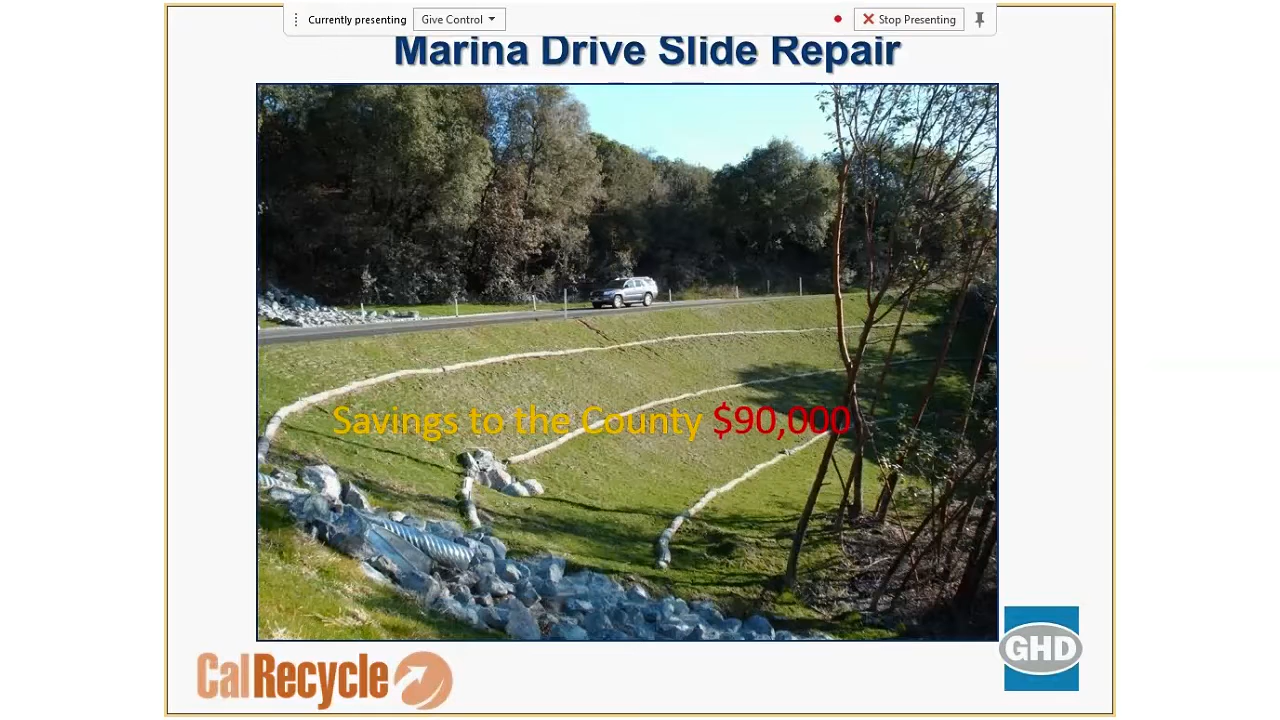 Currently presenting
Give Control
Stop Presenting
Marina Drive Slide Repair
Savings to the County $90,000
CalRecycle
GHD